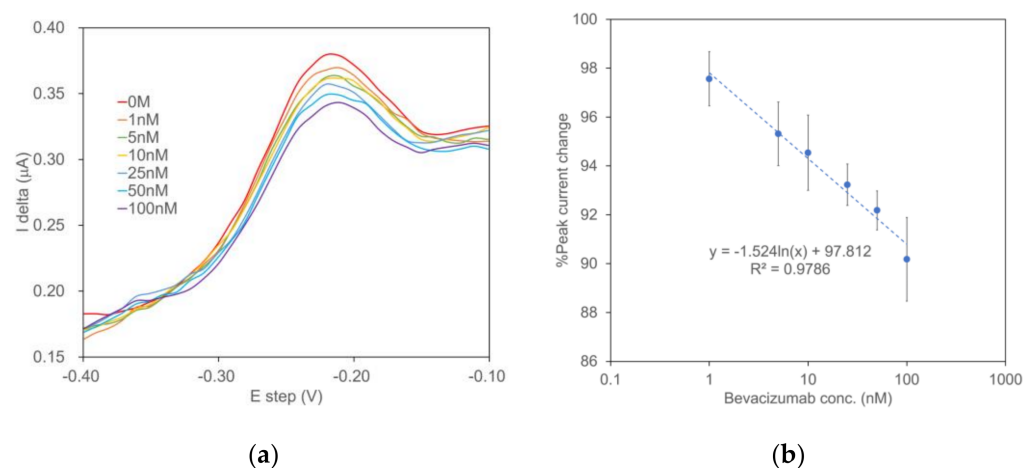 0.40
0.35
0.30
0.25
0.20
0.15
I delta (μA)
0M
1nM
5nM
10nM
25nM
50nM
100nM
-0.40
-0.30
-0.20
-0.10
E step (V)
(a)
100
98
96
94
92
90
88
86
%Peak current change
y = -1.524ln(x) + 97.812
R² = 0.9786
0.1
1
10
100
1000
Bevacizumab conc. (nM)
(b)